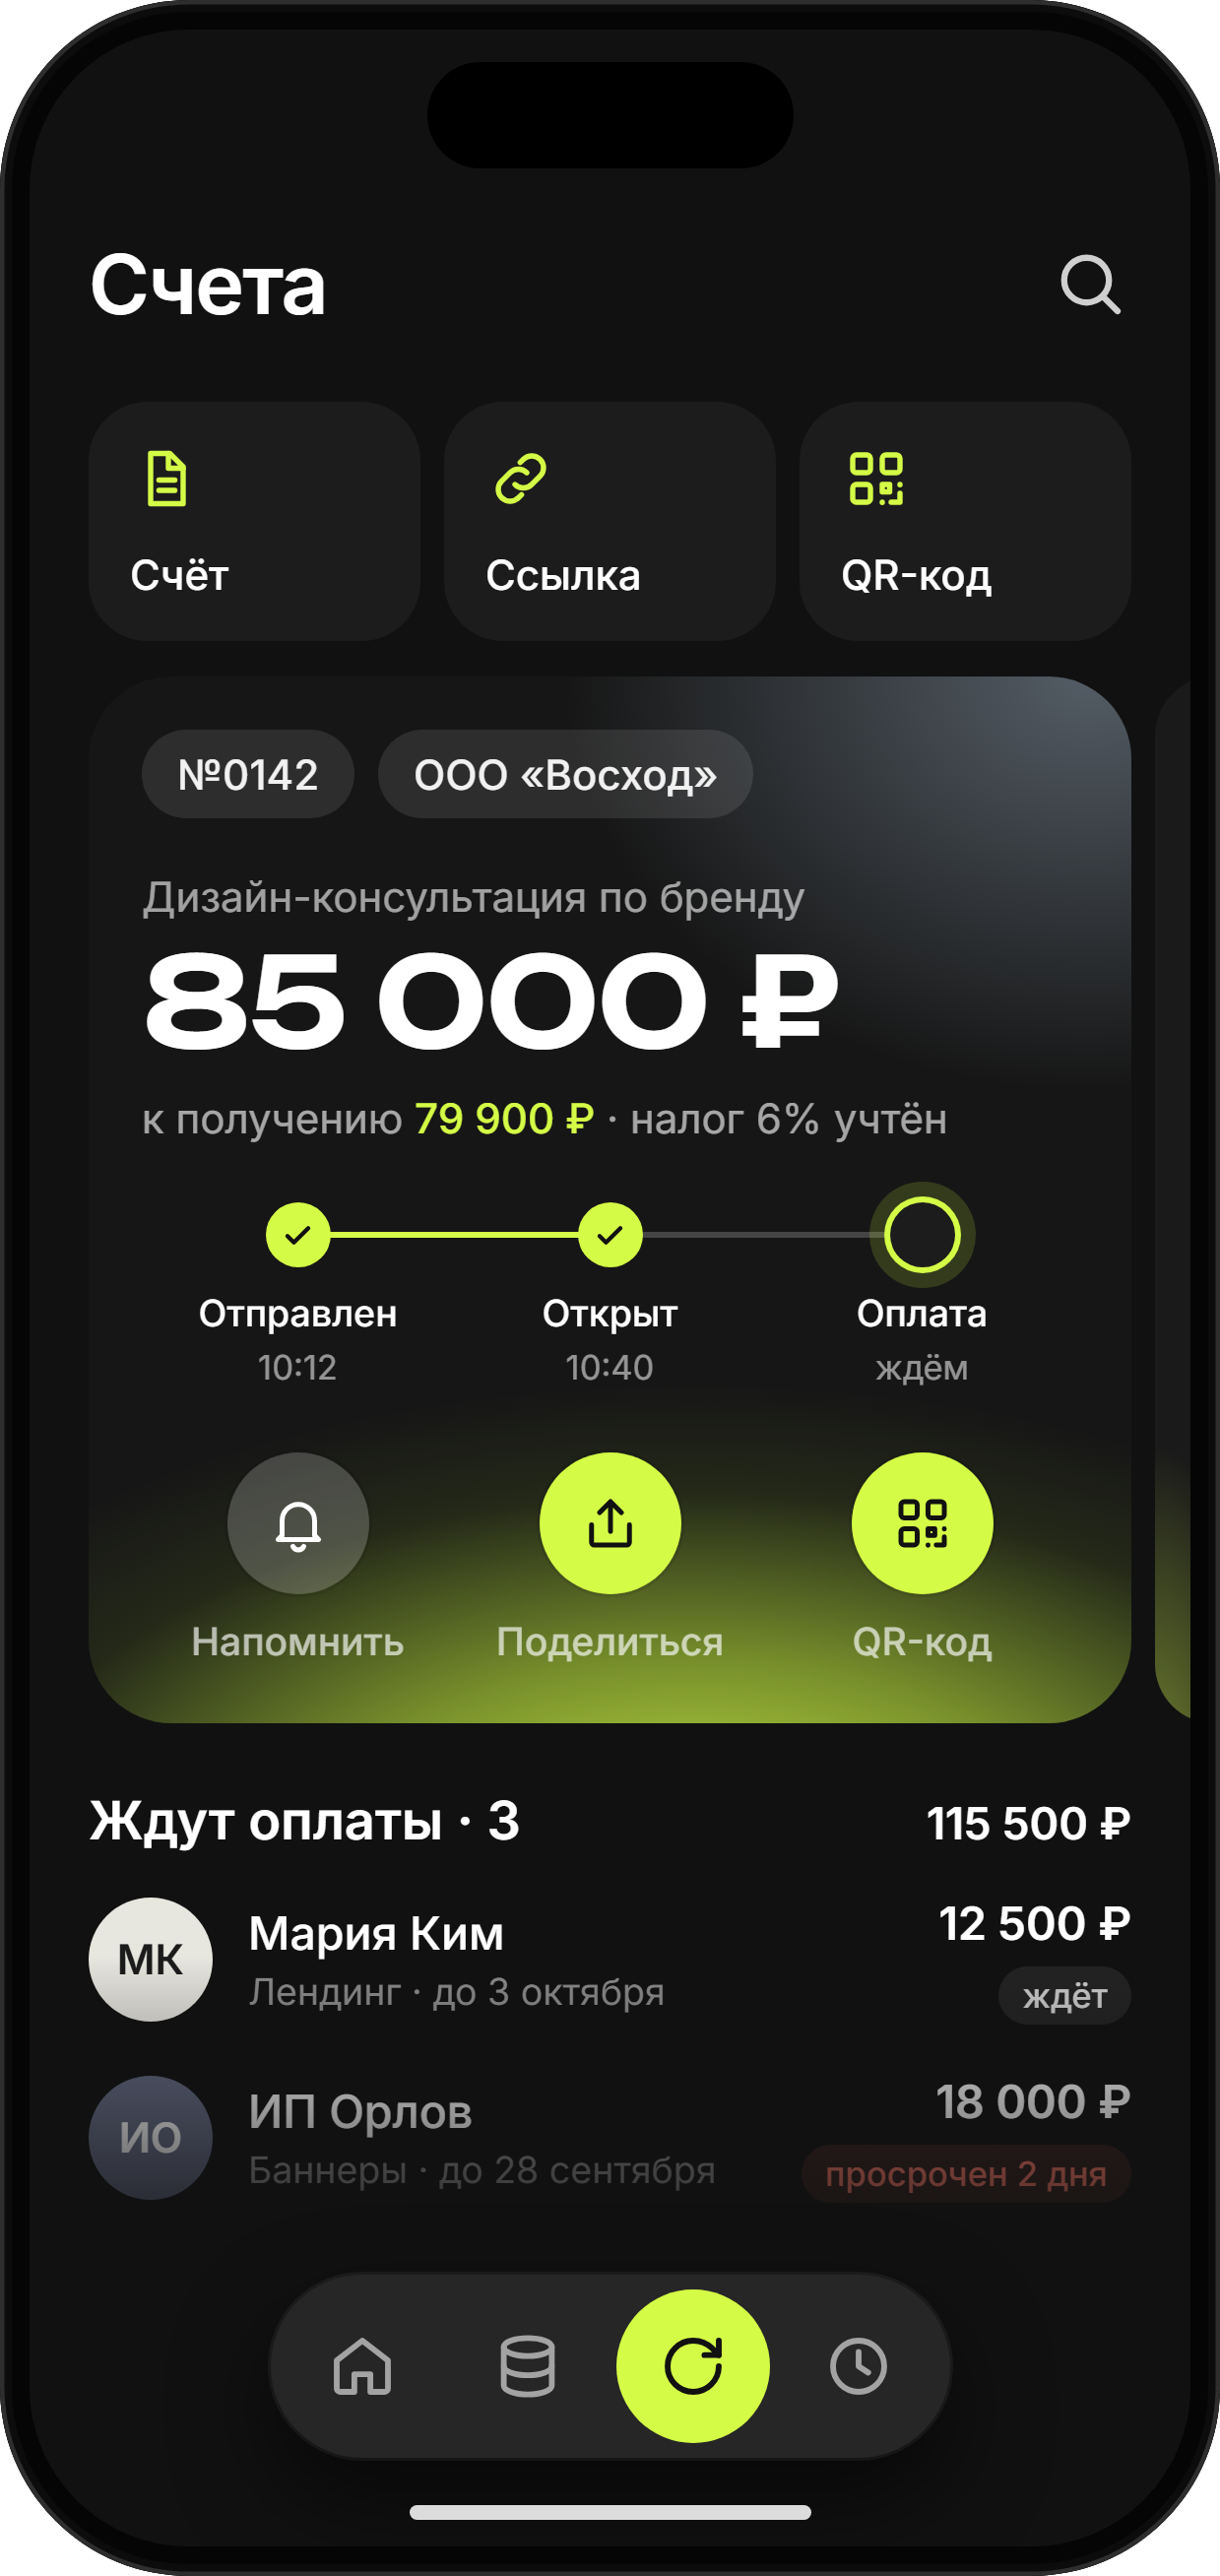 Счета
Счёт
Ссылка
QR-код
№0142
ООО «Восход»
Дизайн-консультация по бренду
85 000 ₽
к получению 79 900 ₽ · налог 6% учтён
Отправлен
10:12
Открыт
10:40
Оплата
ждём
Напомнить
Поделиться
QR-код
Ждут оплаты · 3
115 500 ₽
МК
Мария Ким
Лендинг · до 3 октября
12 500 ₽
ждёт
ИО
ИП Орлов
Баннеры · до 28 сентября
18 000 ₽
просрочен 2 дня